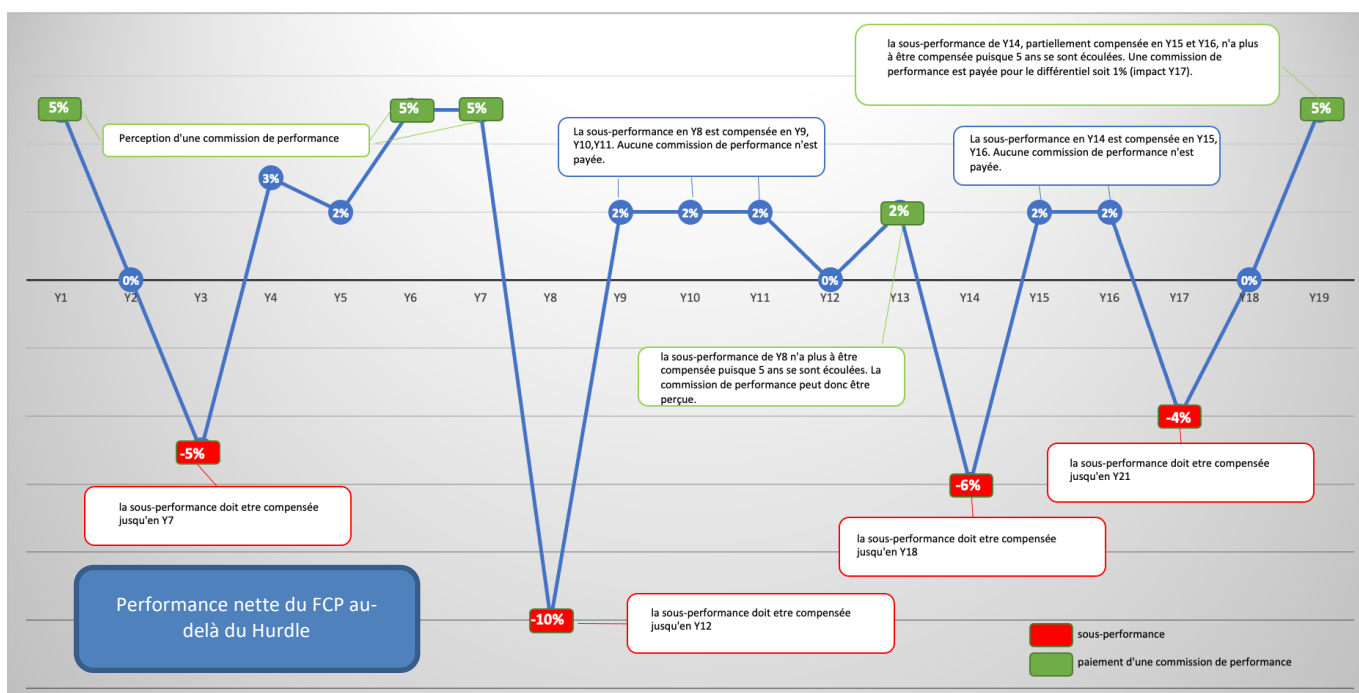 la sous-performance de Y14, partiellement compensée en Y15 et Y16, n'a plus
à être compensée puisque 5 ans se sont écoulées. Une commission de
performance est payée pour le différentiel soit 1% (impact Y17).
5%
5%
5%
5%
Perception d'une commission de performance
La sous-performance en Y8 est compensée en Y9,
Y10,Y11. Aucune commission de performance n'est
payée.
La sous-performance en Y14 est compensée en Y15,
Y16. Aucune commission de performance n'est
payée.
3%
2%
2%
2%
2%
2%
2%
2%
0%
0%
0%
Y1
Y2
Y3
Y4
Y5
Y6
Y7
Y8
Y9
Y10
Y11
Y12
Y13
Y14
Y15
Y16
Y17
Y18
Y19
la sous-performance de Y8 n'a plus à être
compensée puisque 5 ans se sont écoulées. La
commission de performance peut donc être
perçue.
-4%
-5%
-6%
la sous-performance doit etre compensée
jusqu'en Y21
la sous-performance doit etre compensée
jusqu'en Y7
la sous-performance doit etre compensée
jusqu'en Y18
Performance nette du FCP au-
delà du Hurdle
-10%
la sous-performance doit etre compensée
jusqu'en Y12
sous-performance
paiement d'une commission de performance